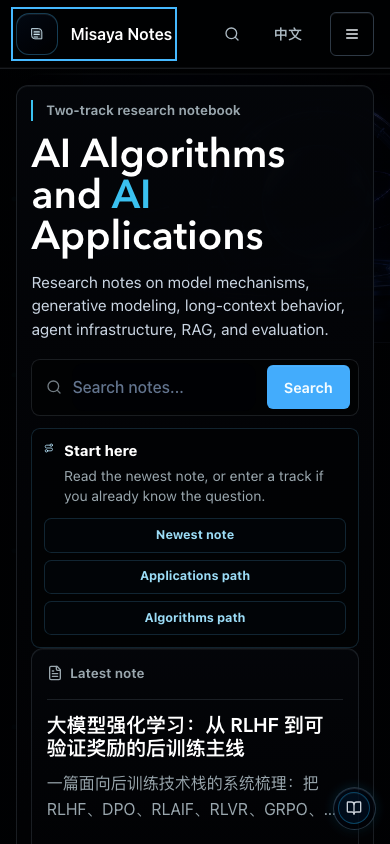 Misaya Notes
中文
Two-track research notebook
AI Algorithms
and AI
Applications
Research notes on model mechanisms,
generative modeling, long-context behavior,
agent infrastructure, RAG, and evaluation.
Search notes...
Search
Start here
Read the newest note, or enter a track if
you already know the question.
Newest note
Applications path
Algorithms path
Latest note
大模型强化学习：从 RLHF 到可
验证奖励的后训练主线
一篇面向后训练技术栈的系统梳理：把
RLHF、DPO、RLAIF、RLVR、GRPO、...